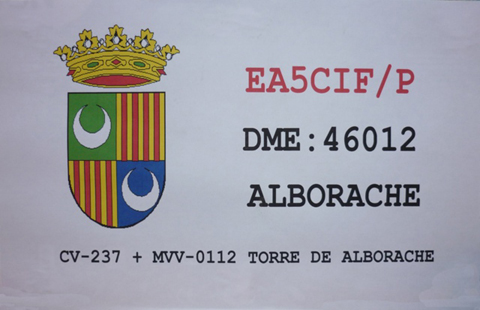 EA5CIF/P
DME:46012
ALBORACHE
CV-237 + MVV-0112 TORRE DE ALBORACHE